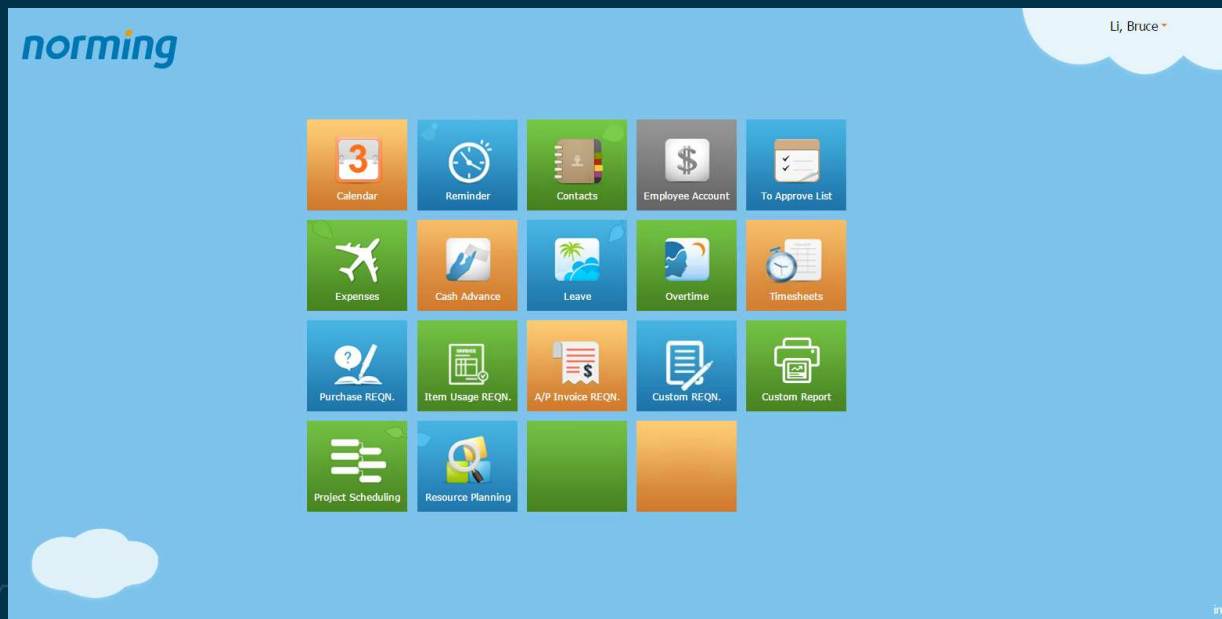 norming
Li, Bruce
3
Calendar
Reminder
Contacts
$
Employee Account
To Approve List
Expenses
Cash Advance
Leave
Overtime
Timesheets
?
Purchase REQN.
INVOICE
Item Usage REQN.
$
A/P Invoice REQN.
Custom REQN.
Custom Report
Project Scheduling
Resource Planning